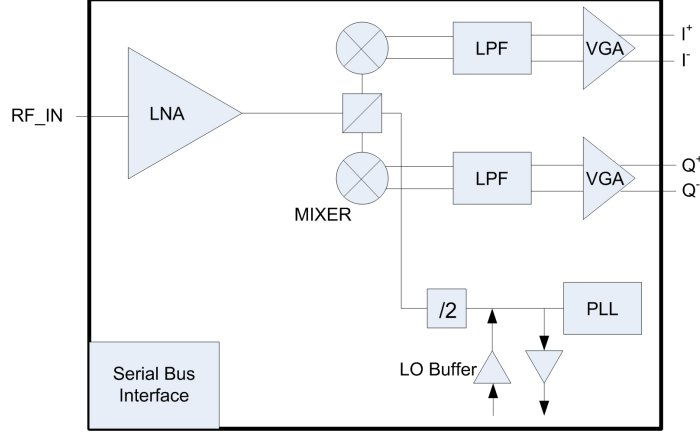 I+
I-
LPF
VGA
RF_IN
LNA
Q+
Q-
LPF
VGA
MIXER
/2
PLL
LO Buffer
Serial Bus
Interface